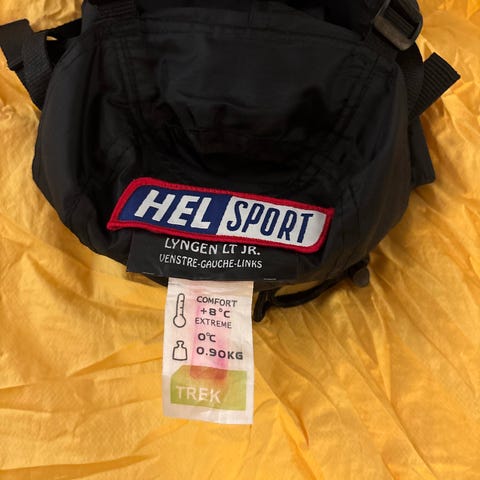 HEL SPORT
LYNGEN LT JR.
VENSTRE-GAUCHE-LINKS
COMFORT
+8°C
EXTREME
0°C
0.90KG
TREK